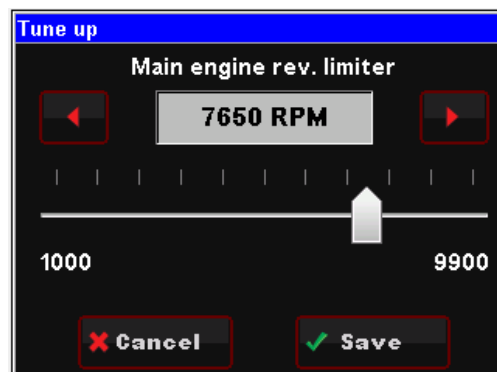 Tune up
Main engine rev. limiter
7650 RPM
1000 9900
Cancel Save